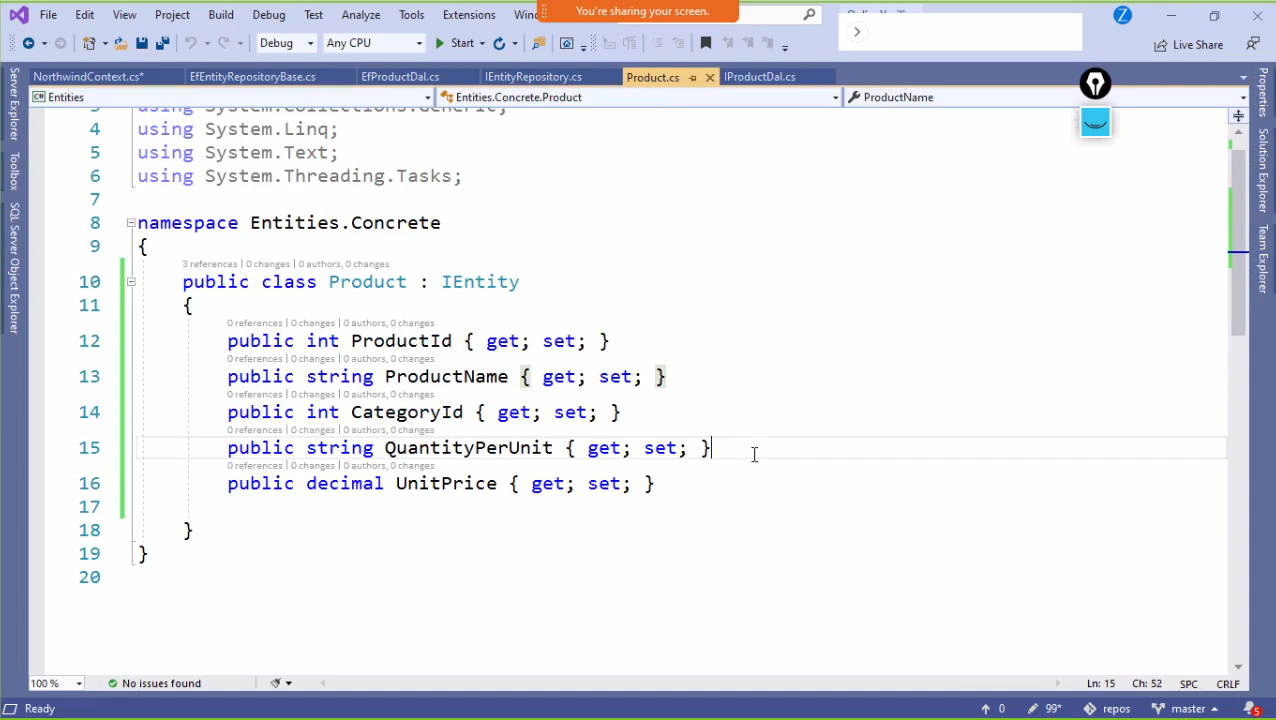 File Edit View Project Build Debug Test Analyze Tools Extensions Win
You're sharing your screen.
Debug Any CPU Start Live Share
NorthwindContext.cs* EfEntityRepositoryBase.cs EfProductDal.cs IEntityRepository.cs Product.cs IProductDal.cs
Entities Entities.Concrete.Product ProductName
4 using System.Linq;
5 using System.Text;
6 using System.Threading.Tasks;
7
8 namespace Entities.Concrete
9 {
3 references | 0 changes | 0 authors, 0 changes
10 public class Product : IEntity
11 {
0 references | 0 changes | 0 authors, 0 changes
12 public int ProductId { get; set; }
0 references | 0 changes | 0 authors, 0 changes
13 public string ProductName { get; set; }
0 references | 0 changes | 0 authors, 0 changes
14 public int CategoryId { get; set; }
0 references | 0 changes | 0 authors, 0 changes
15 public string QuantityPerUnit { get; set; }
0 references | 0 changes | 0 authors, 0 changes
16 public decimal UnitPrice { get; set; }
17
18 }
19 }
20
Server Explorer
Toolbox
SQL Server Object Explorer
Properties
Solution Explorer
Team Explorer
Z
100 % No issues found Ln: 15 Ch: 52 SPC CRLF
Ready 0 99* repos master 5